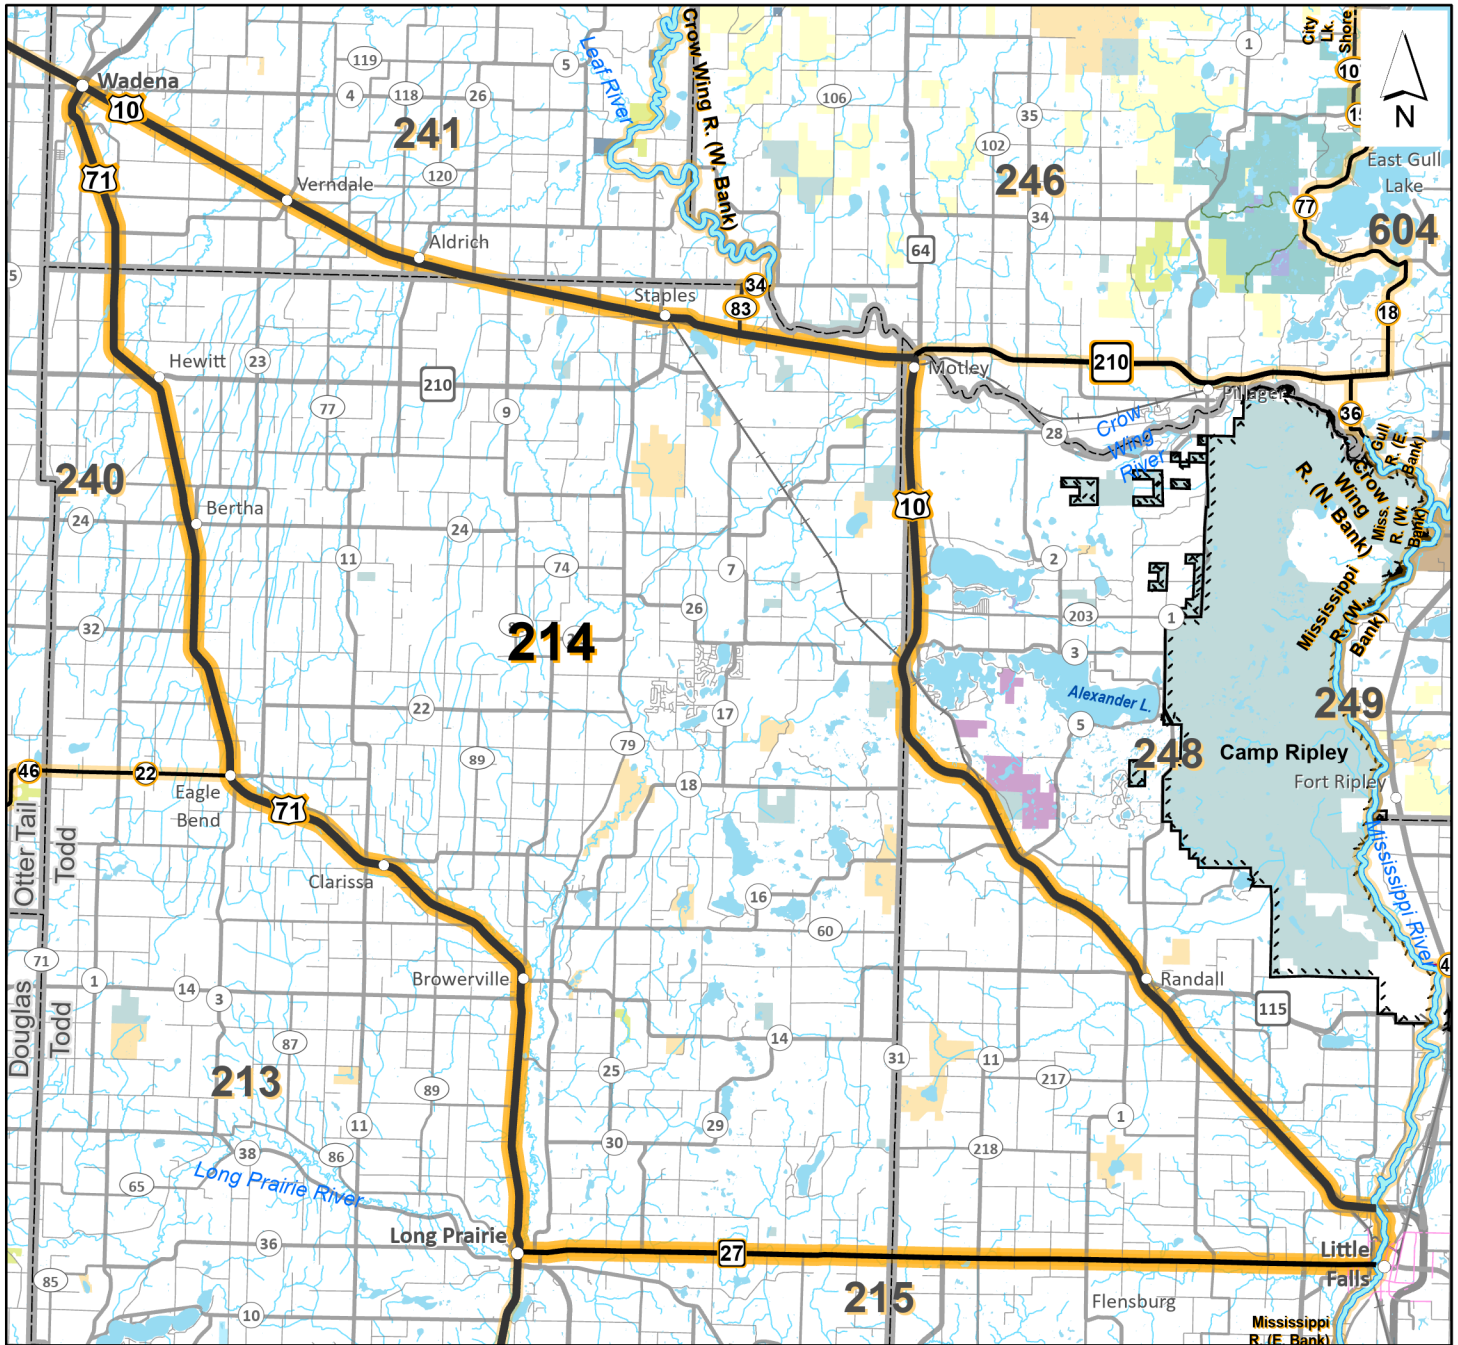 City
Lk.
Shore
10
1
119
5
Leaf River
Crow Wing R. (W. Bank)
Wadena
10
4
118
26
106
35
N
241
102
246
East Gull
Lake
71
120
Verndale
77
34
604
Aldrich
64
5
34
Staples
83
18
Hewitt
23
210
Motley
210
Pillager
77
9
36
28
Crow
Wing
River
Gull
R. (E.
Bank)
Crow
Wing
R. (N. Bank)
Miss.
R. (W.
Bank)
240
10
Bertha
24
24
11
74
7
2
26
203
1
32
214
3
Mississippi
R. (W.
Bank)
Alexander L.
22
17
5
249
79
89
248
Camp Ripley
46
22
18
Fort Ripley
Eagle
Bend
71
Otter Tail
Todd
Clarissa
Mississippi River
16
60
71
Browerville
1
14
3
Randall
4
115
Douglas
Todd
87
14
31
11
213
25
217
89
1
29
11
30
218
38
86
65
Long Prairie River
Long Prairie
36
27
Little
Falls
85
215
Flensburg
10
Mississippi
R. (E. Bank)